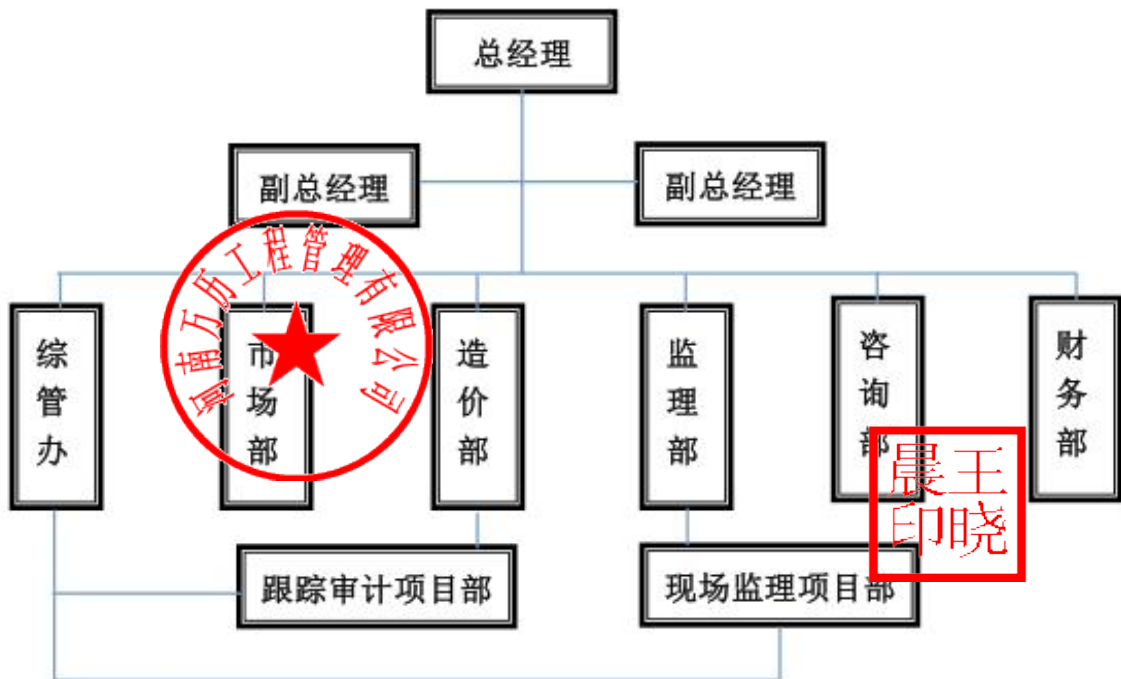 总经理
副总经理
副总经理
河南万历工程管理有限公司
综管办
市场部
造价部
监理部
咨询部
财务部
王晓晨印
跟踪审计项目部
现场监理项目部